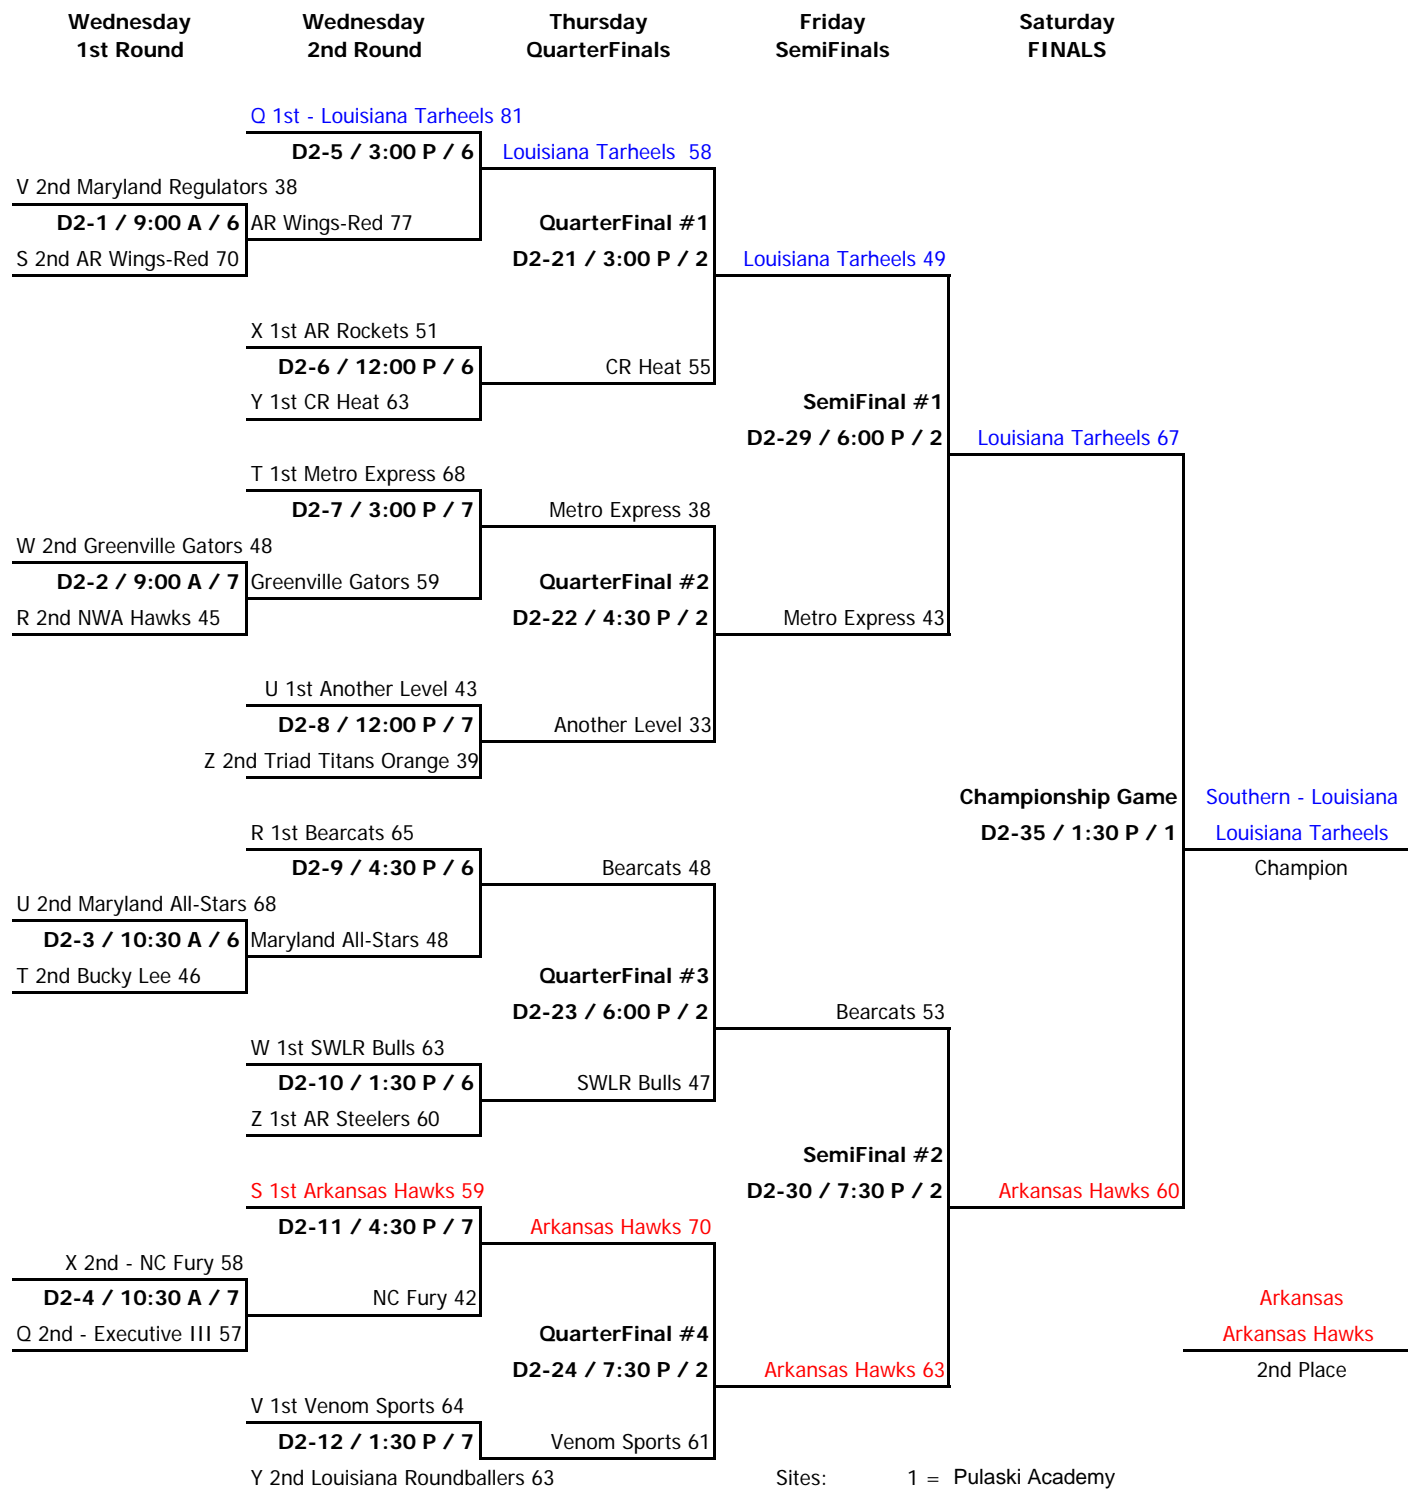 Wednesday Wednesday Thursday Friday Saturday
1st Round 2nd Round QuarterFinals SemiFinals FINALS
Q 1st - Louisiana Tarheels 81
D2-5 / 3:00 P / 6 Louisiana Tarheels 58
V 2nd Maryland Regulators 38
D2-1 / 9:00 A / 6 AR Wings-Red 77 QuarterFinal #1
S 2nd AR Wings-Red 70 D2-21 / 3:00 P / 2 Louisiana Tarheels 49
X 1st AR Rockets 51
D2-6 / 12:00 P / 6 CR Heat 55
Y 1st CR Heat 63 SemiFinal #1
D2-29 / 6:00 P / 2 Louisiana Tarheels 67
T 1st Metro Express 68
D2-7 / 3:00 P / 7 Metro Express 38
W 2nd Greenville Gators 48
D2-2 / 9:00 A / 7 Greenville Gators 59 QuarterFinal #2
R 2nd NWA Hawks 45 D2-22 / 4:30 P / 2 Metro Express 43
U 1st Another Level 43
D2-8 / 12:00 P / 7 Another Level 33
Z 2nd Triad Titans Orange 39
Championship Game Southern - Louisiana
R 1st Bearcats 65 D2-35 / 1:30 P / 1 Louisiana Tarheels
D2-9 / 4:30 P / 6 Bearcats 48 Champion
U 2nd Maryland All-Stars 68
D2-3 / 10:30 A / 6 Maryland All-Stars 48
T 2nd Bucky Lee 46 QuarterFinal #3
D2-23 / 6:00 P / 2 Bearcats 53
W 1st SWLR Bulls 63
D2-10 / 1:30 P / 6 SWLR Bulls 47
Z 1st AR Steelers 60
SemiFinal #2
S 1st Arkansas Hawks 59 D2-30 / 7:30 P / 2 Arkansas Hawks 60
D2-11 / 4:30 P / 7 Arkansas Hawks 70
X 2nd - NC Fury 58
D2-4 / 10:30 A / 7 NC Fury 42 Arkansas
Q 2nd - Executive III 57 QuarterFinal #4 Arkansas Hawks
D2-24 / 7:30 P / 2 Arkansas Hawks 63 2nd Place
V 1st Venom Sports 64
D2-12 / 1:30 P / 7 Venom Sports 61
Y 2nd Louisiana Roundballers 63 Sites: 1 = Pulaski Academy